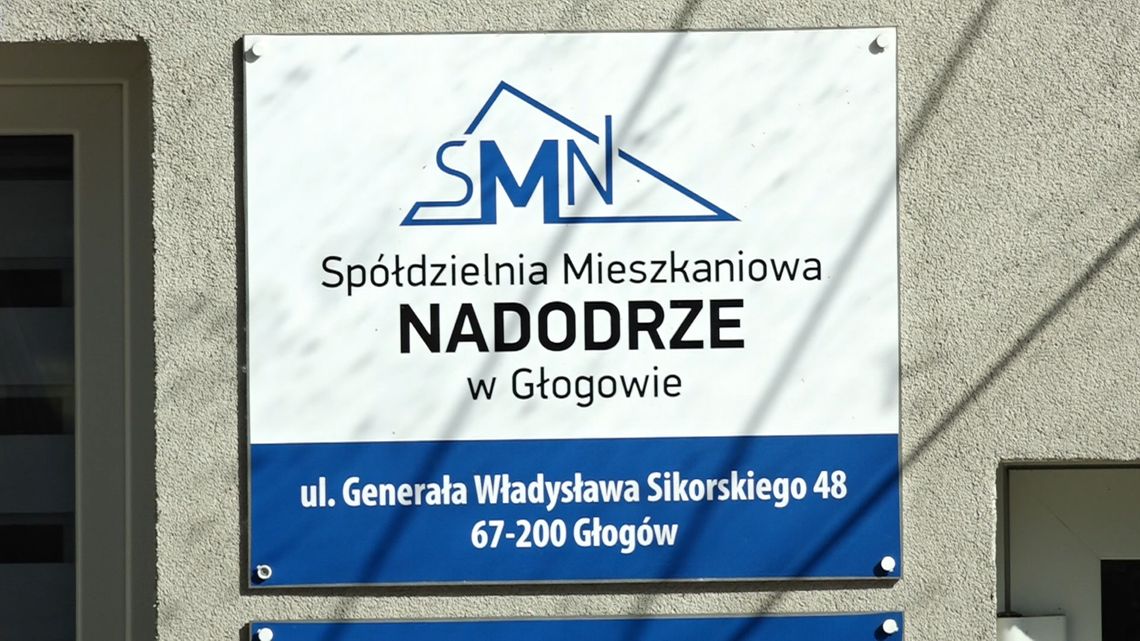 SMN
Spółdzielnia Mieszkaniowa
NADODRZE
w Głogowie
ul. Generała Władysława Sikorskiego 48
67-200 Głogów